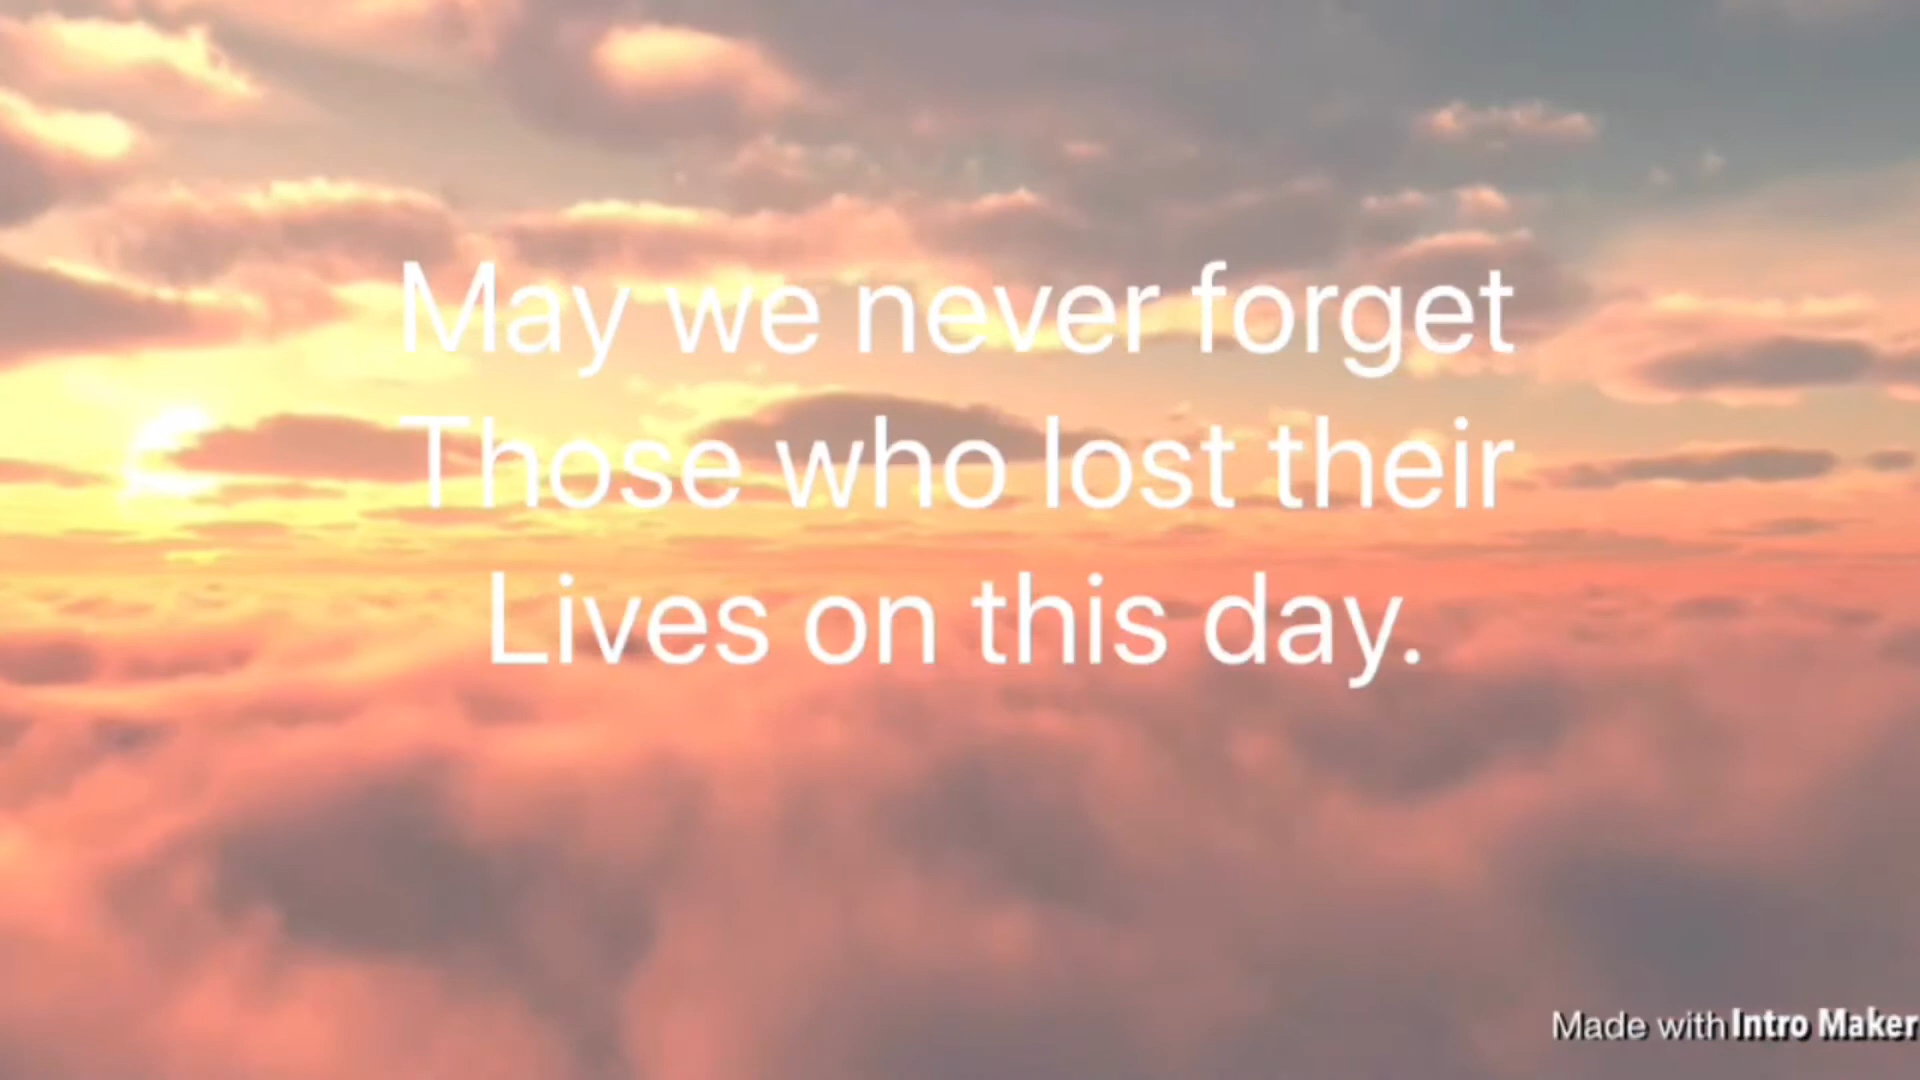 May we never forget
Those who lost their
Lives on this day.
Made with Intro Maker